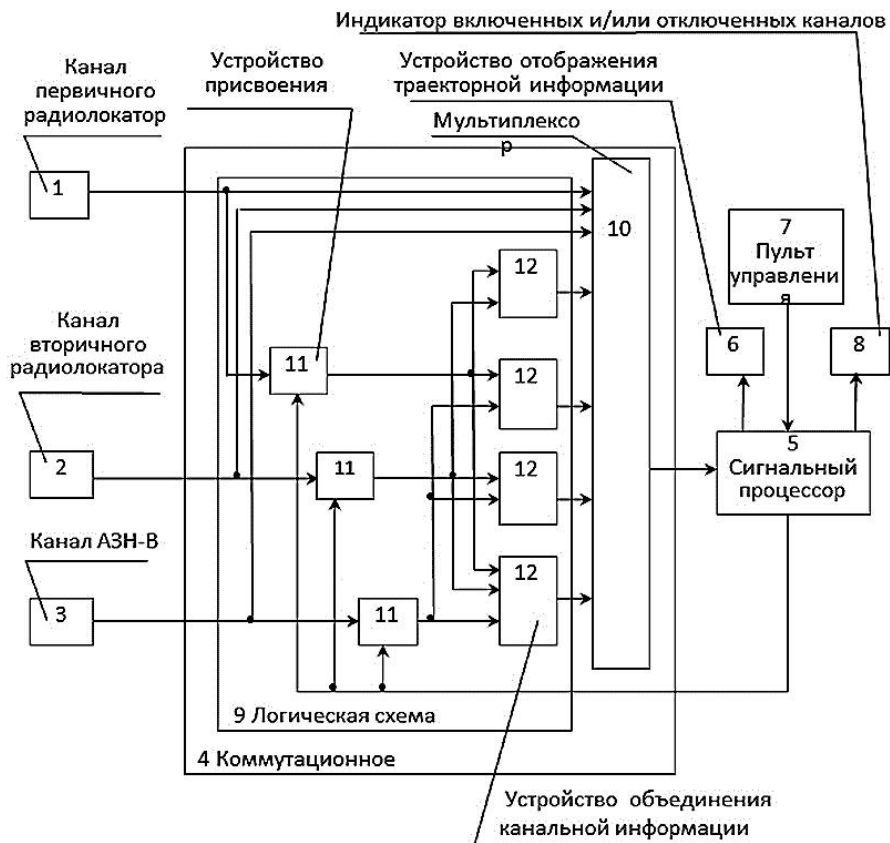 Индикатор включенных и/или отключенных каналов
Канал
первичного
радиолокатор
Устройство
присвоения
Устройство отображения
траекторной информации
Мультиплексо
р
1
10
7
Пульт
управлени
я
12
Канал
вторичного
радиолокатора
11
12
6
8
2
11
12
5
Сигнальный
процессор
Канал АЗН-В
3
11
12
9 Логическая схема
4 Коммутационное
Устройство объединения
канальной информации